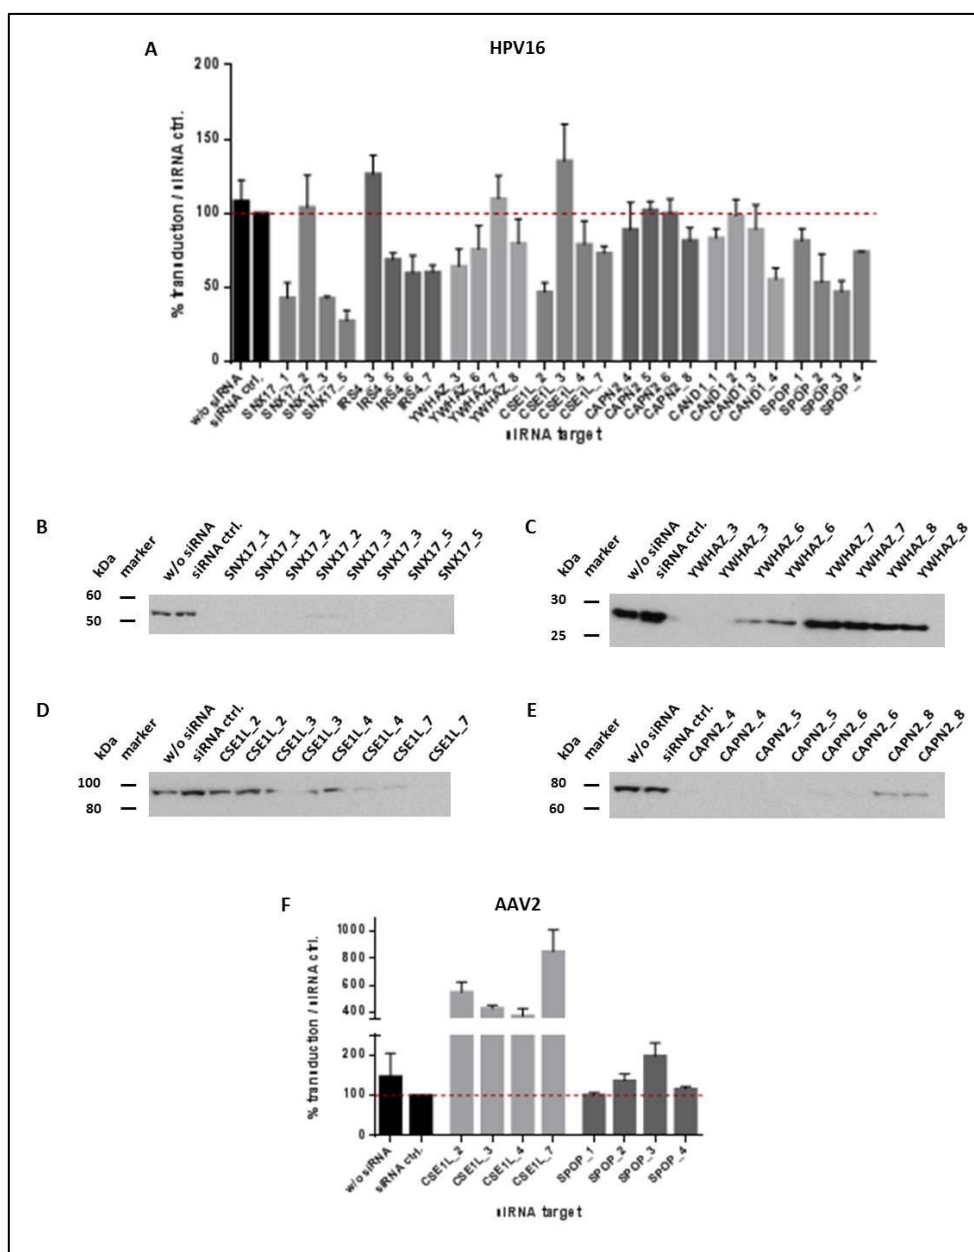 A
HPV16
% transduction / siRNA ctrl.
200
150
100
50
0
w/o siRNA
siRNA ctrl.
SNX17_1
SNX17_2
SNX17_3
SNX17_5
IRS4_3
IRS4_5
IRS4_6
IRS4_7
YWHAZ_3
YWHAZ_6
YWHAZ_7
YWHAZ_8
CSE1L_2
CSE1L_3
CSE1L_4
CSE1L_7
CAPN2_4
CAPN2_5
CAPN2_6
CAPN2_8
CAND1_1
CAND1_2
CAND1_3
CAND1_4
SPOP_1
SPOP_2
SPOP_3
SPOP_4
siRNA target
B
kDa
marker
w/o siRNA
siRNA ctrl.
SNX17_1
SNX17_1
SNX17_2
SNX17_2
SNX17_3
SNX17_3
SNX17_5
SNX17_5
60
50
C
kDa
marker
w/o siRNA
siRNA ctrl.
YWHAZ_3
YWHAZ_3
YWHAZ_6
YWHAZ_6
YWHAZ_7
YWHAZ_7
YWHAZ_8
YWHAZ_8
30
25
D
kDa
marker
w/o siRNA
siRNA ctrl.
CSE1L_2
CSE1L_2
CSE1L_3
CSE1L_3
CSE1L_4
CSE1L_4
CSE1L_7
CSE1L_7
100
80
E
kDa
marker
w/o siRNA
siRNA ctrl.
CAPN2_4
CAPN2_4
CAPN2_5
CAPN2_5
CAPN2_6
CAPN2_6
CAPN2_8
CAPN2_8
80
60
F
AAV2
% transduction / siRNA ctrl.
1000
800
600
400
200
100
0
w/o siRNA
siRNA ctrl.
CSE1L_2
CSE1L_3
CSE1L_4
CSE1L_7
SPOP_1
SPOP_2
SPOP_3
SPOP_4
siRNA target